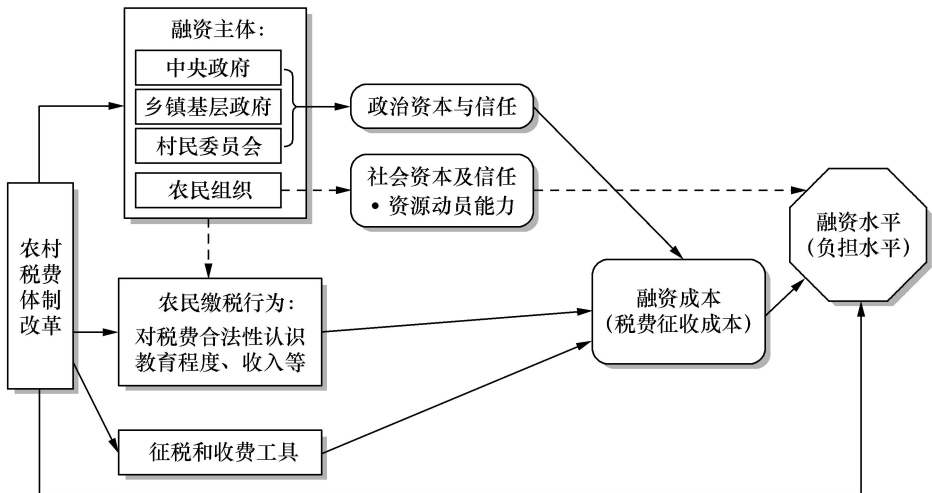 融资主体:
中央政府
乡镇基层政府
村民委员会
农民组织
政治资本与信任
社会资本及信任
• 资源动员能力
农村
税费
体制
改革
农民缴税行为:
对税费合法性认识
教育程度、收入等
征税和收费工具
融资成本
(税费征收成本)
融资水平
(负担水平)